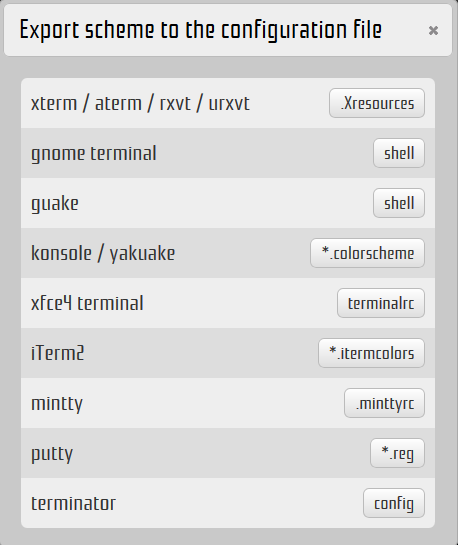 Export scheme to the configuration file ×
xterm / aterm / rxvt / urxvt .Xresources
gnome terminal shell
guake shell
konsole / yakuake *.colorscheme
xfce4 terminal terminalrc
iTerm2 *.itermcolors
mintty .minttyrc
putty *.reg
terminator config